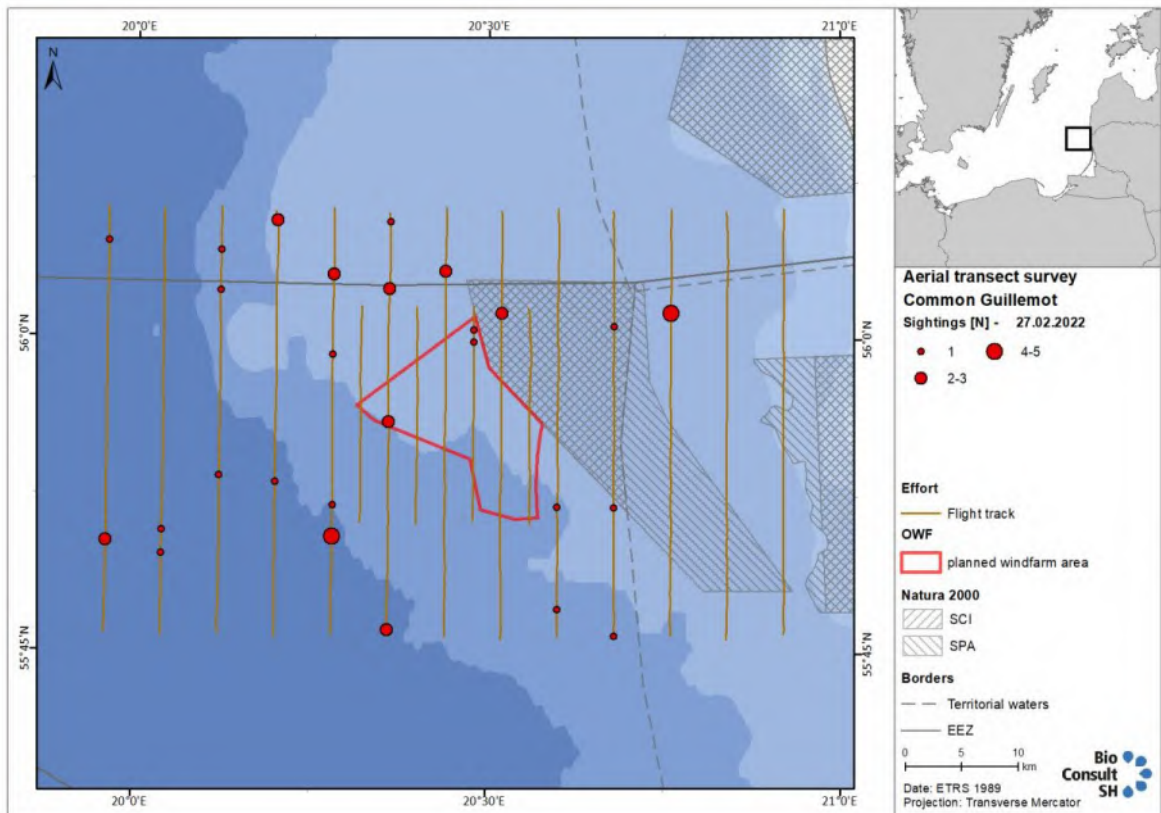 20°0'E
20°30'E
21°0'E
N
56°0'N
56°0'N
55°45'N
55°45'N
20°0'E
20°30'E
21°0'E
Aerial transect survey
Common Guillemot
Sightings [N] - 27.02.2022
1
4-5
2-3
Effort
Flight track
OWF
planned windfarm area
Natura 2000
SCI
SPA
Borders
Territorial waters
EEZ
0 5 10
km
Date: ETRS 1989
Projection: Transverse Mercator
Bio
Consult
SH